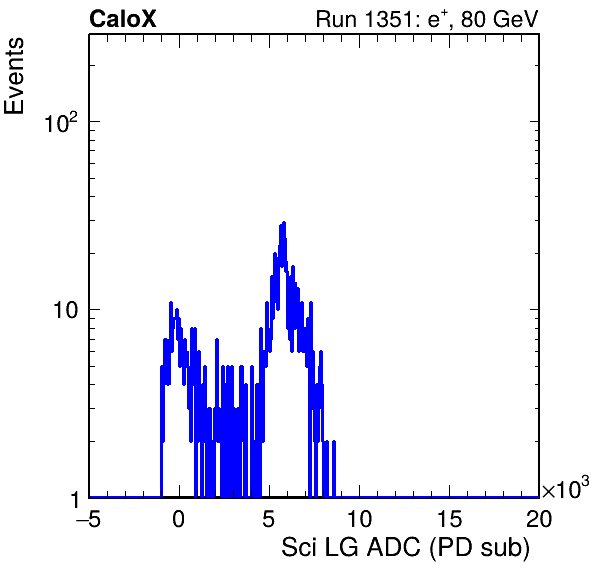 CaloX Run 1351: e⁺, 80 GeV
Events
10²
10
1
−5 0 5 10 15 20
×10³
Sci LG ADC (PD sub)